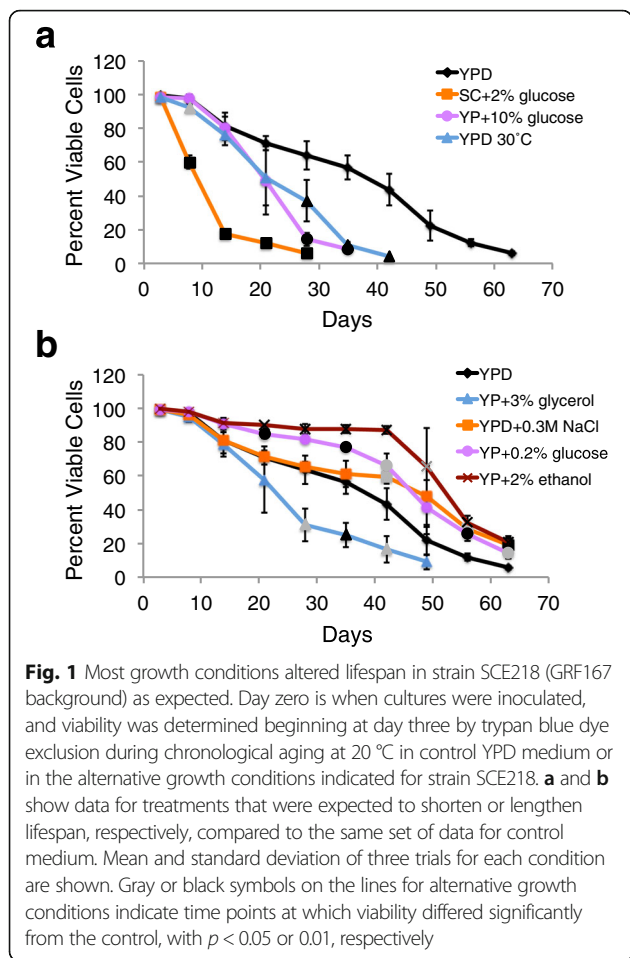 a
120
100
80
60
40
20
0
Percent Viable Cells
YPD
SC+2% glucose
YP+10% glucose
YPD 30˚C
0 10 20 30 40 50 60 70
Days
b
120
100
80
60
40
20
0
Percent Viable Cells
YPD
YP+3% glycerol
YPD+0.3M NaCl
YP+0.2% glucose
YP+2% ethanol
0 10 20 30 40 50 60 70
Days
Fig. 1 Most growth conditions altered lifespan in strain SCE218 (GRF167
background) as expected. Day zero is when cultures were inoculated,
and viability was determined beginning at day three by trypan blue dye
exclusion during chronological aging at 20 °C in control YPD medium or
in the alternative growth conditions indicated for strain SCE218. a and b
show data for treatments that were expected to shorten or lengthen
lifespan, respectively, compared to the same set of data for control
medium. Mean and standard deviation of three trials for each condition
are shown. Gray or black symbols on the lines for alternative growth
conditions indicate time points at which viability differed significantly
from the control, with p < 0.05 or 0.01, respectively